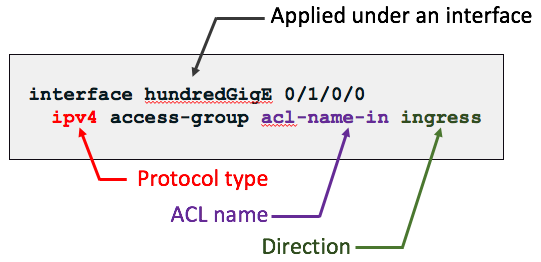 Applied under an interface
interface hundredGigE 0/1/0/0
ipv4 access-group acl-name-in ingress
Protocol type
ACL name
Direction